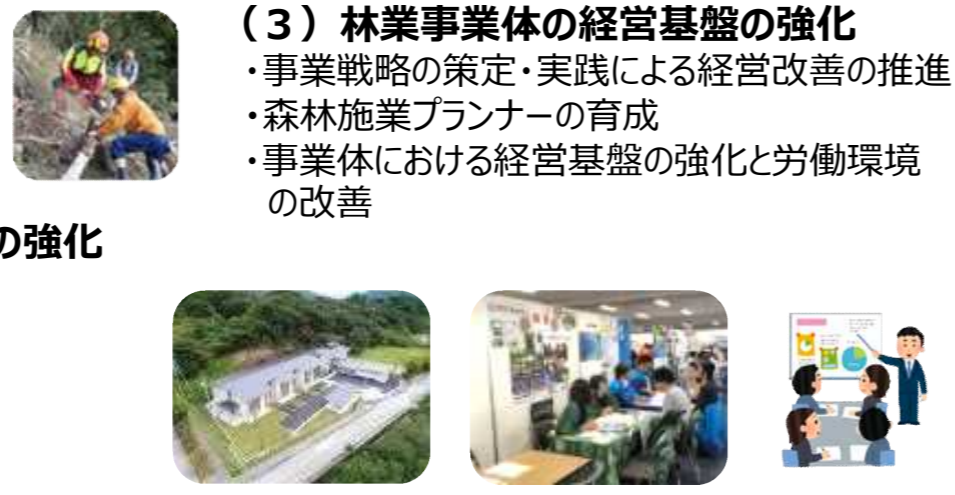 （３）林業事業体の経営基盤の強化
・事業戦略の策定・実践による経営改善の推進
・森林施業プランナーの育成
・事業体における経営基盤の強化と労働環境
の改善
の強化